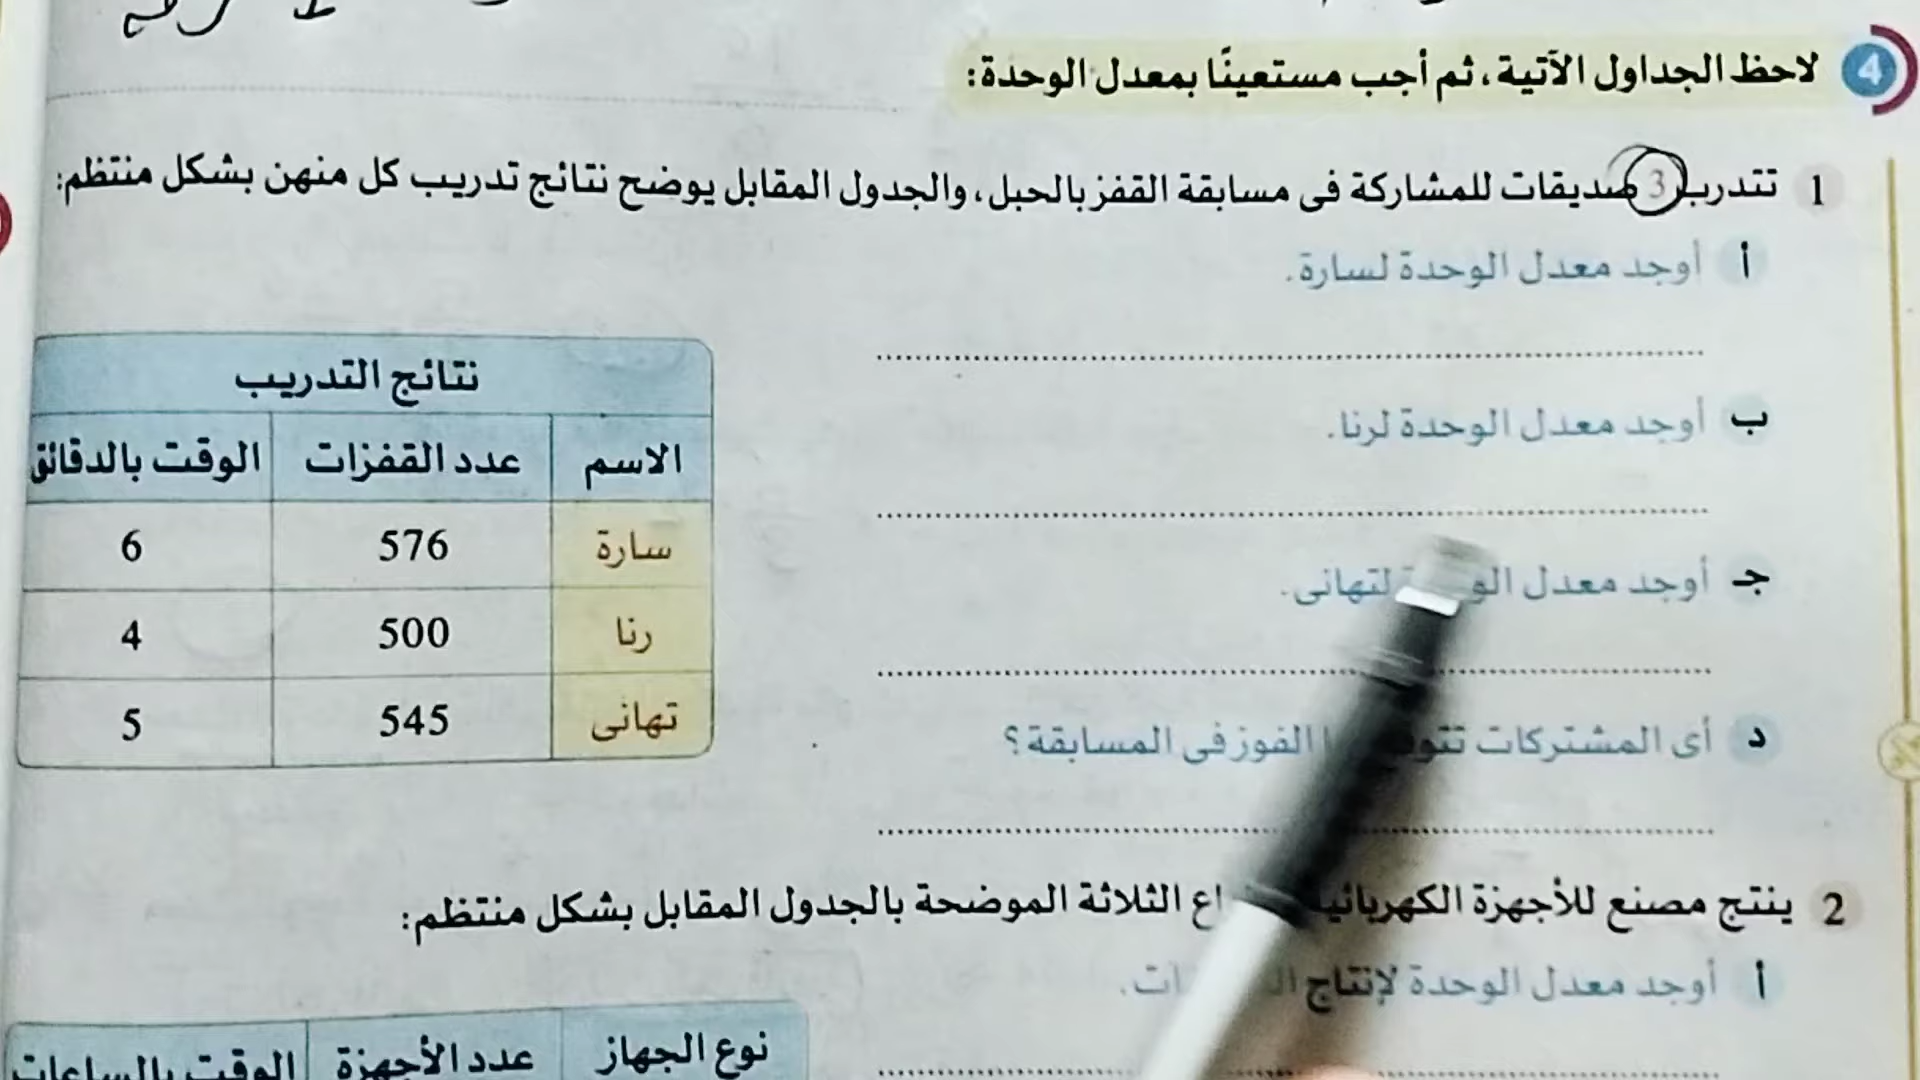 4 لاحظ الجداول الآتية، ثم أجب مستعينًا بمعدل الوحدة:
1 تتدرب 3 صديقات للمشاركة فى مسابقة القفز بالحبل، والجدول المقابل يوضح نتائج تدريب كل منهن بشكل منتظم:
أ أوجد معدل الوحدة لسارة.
ب أوجد معدل الوحدة لرنا.
جـ أوجد معدل لتهانى.
د أى المشتركات الفوز فى المسابقة؟
نتائج التدريب
الاسم عدد القفزات الوقت بالدقائق
سارة 576 6
رنا 500 4
تهانى 545 5
2 ينتج مصنع للأجهزة الثلاثة الموضحة بالجدول المقابل بشكل منتظم:
أ أوجد معدل الوحدة لإنتاج
نوع الجهاز عدد الأجهزة الوقت بالساعات